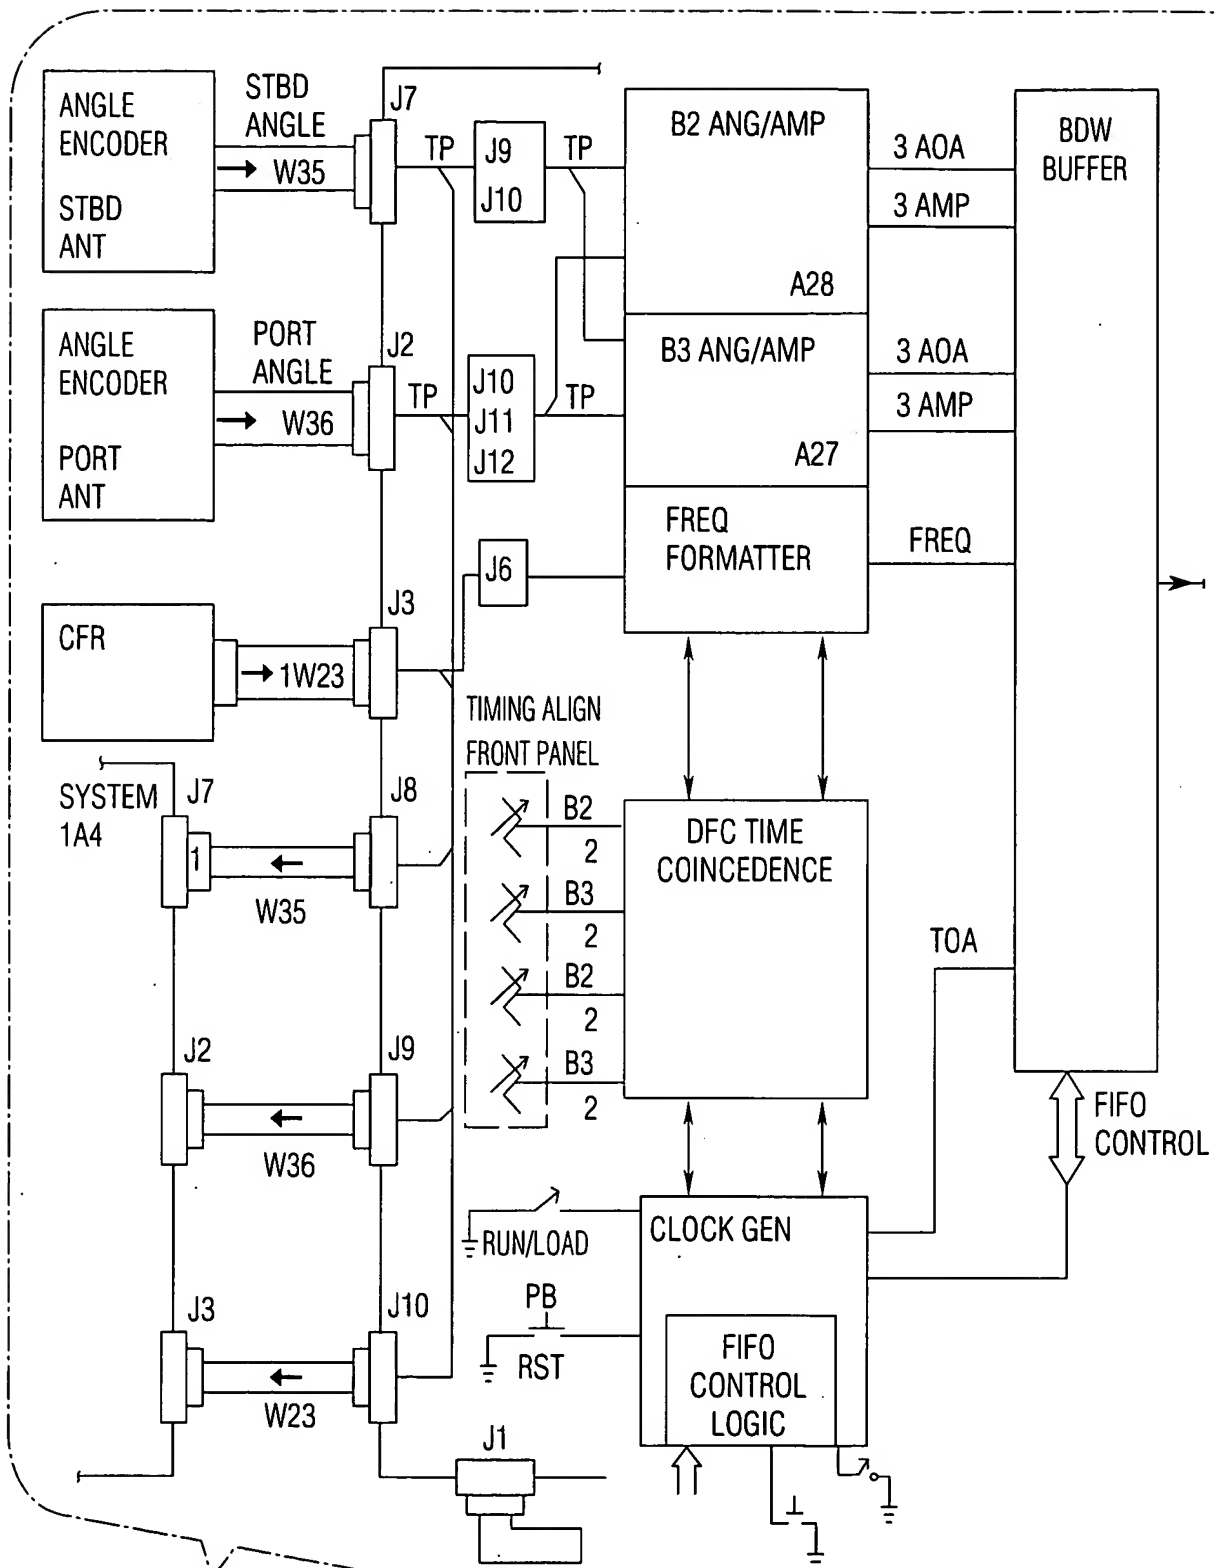 ANGLE
ENCODER
STBD
ANT
STBD
ANGLE
W35
J7
TP
J9
J10
TP
B2 ANG/AMP
A28
3 AOA
3 AMP
BDW
BUFFER
ANGLE
ENCODER
PORT
ANT
PORT
ANGLE
W36
J2
TP
J10
J11
J12
TP
B3 ANG/AMP
A27
3 AOA
3 AMP
FREQ
FORMATTER
FREQ
J6
CFR
1W23
J3
TIMING ALIGN
FRONT PANEL
SYSTEM
1A4
J7
1
W35
J8
B2
2
B3
2
B2
2
B3
2
DFC TIME
COINCEDENCE
TOA
J2
W36
J9
FIFO
CONTROL
RUN/LOAD
CLOCK GEN
PB
RST
FIFO
CONTROL
LOGIC
J3
W23
J10
J1